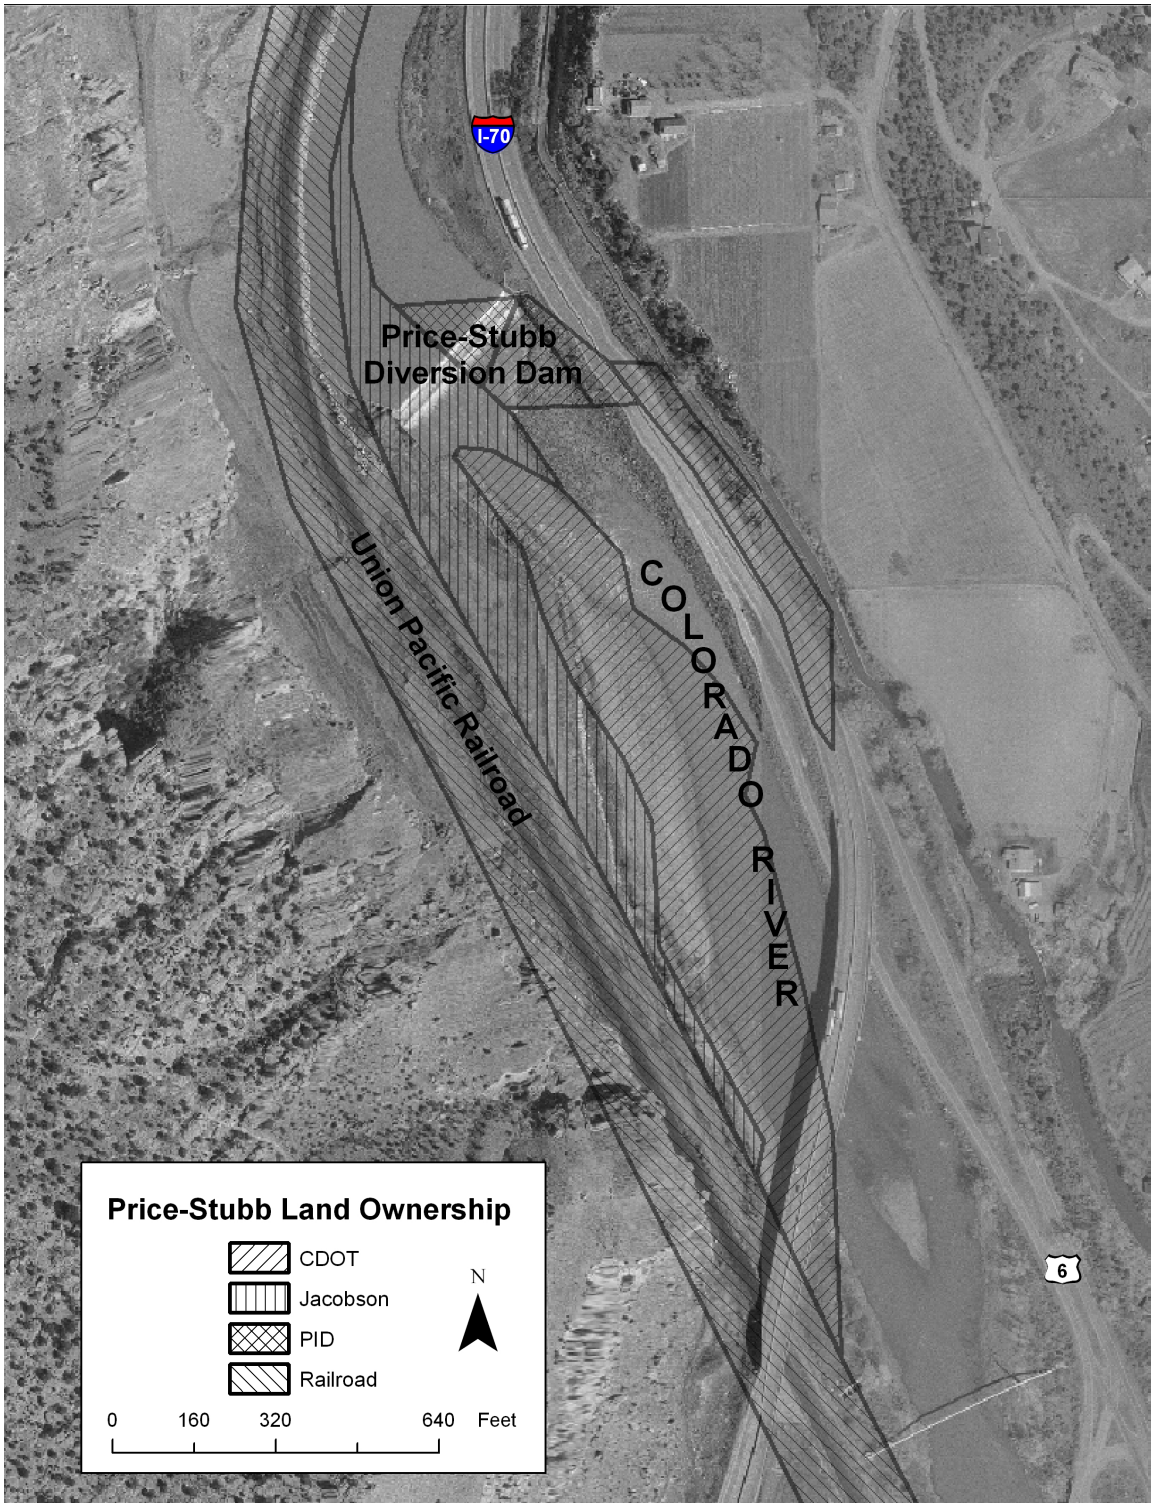 I-70
Price-Stubb
Diversion Dam
COLORADO RIVER
Union Pacific Railroad
6
Price-Stubb Land Ownership
CDOT
Jacobson
PID
Railroad
N
0 160 320 640 Feet